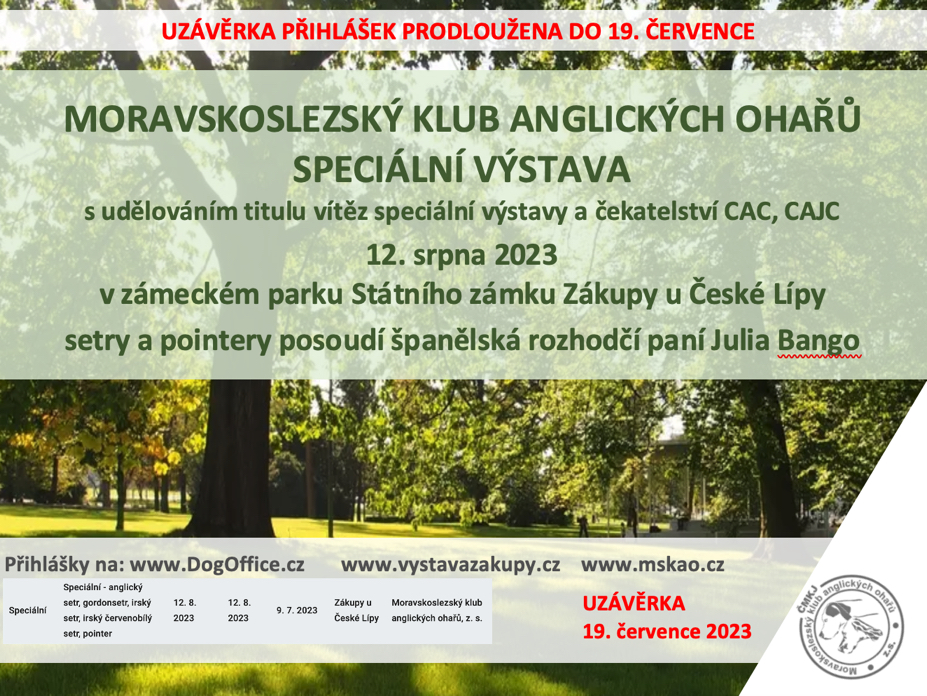 UZÁVĚRKA PŘIHLÁŠEK PRODLOUŽENA DO 19. ČERVENCE
MORAVSKOSLEZSKÝ KLUB ANGLICKÝCH OHAŘŮ
SPECIÁLNÍ VÝSTAVA
s udělováním titulu vítěz speciální výstavy a čekatelství CAC, CAJC
12. srpna 2023
v zámeckém parku Státního zámku Zákupy u České Lípy
setry a pointery posoudí španělská rozhodčí paní Julia Bango
Přihlášky na: www.DogOffice.cz www.vystavazakupy.cz www.mskao.cz
Speciální
Speciální - anglický
setr, gordonsetr, irský
setr, irský červenobílý
setr, pointer
12. 8.
2023
12. 8.
2023
9. 7. 2023
Zákupy u
České Lípy
Moravskoslezský klub
anglických ohařů, z. s.
UZÁVĚRKA
19. července 2023
ČMKJ
Moravskoslezský klub anglických ohařů
z.s.